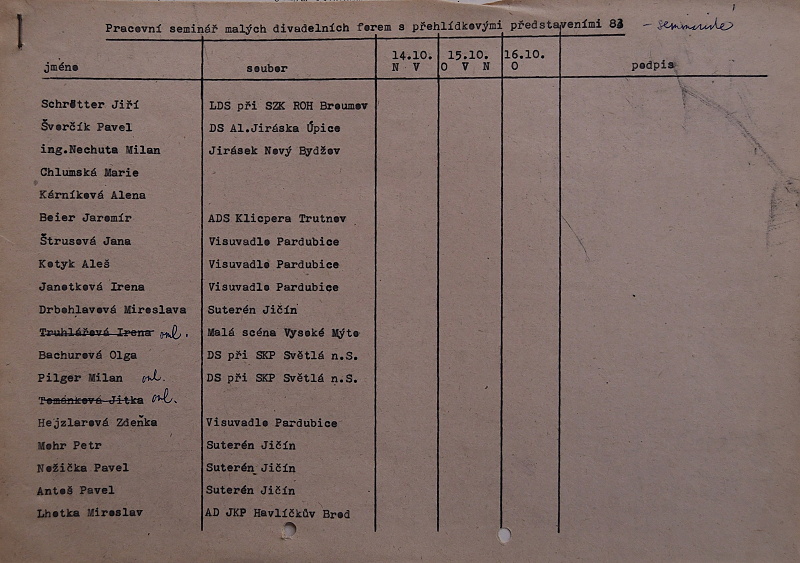 Pracovní seminář malých divadelních forem s přehlídkovými představeními 83
jméno soubor 14.10. 15.10. 16.10. podpis
N V O V N O
Schrötter Jiří LDS při SZK ROH Broumov
Šverčík Pavel DS Al.Jiráska Úpice
ing.Nechuta Milan Jirásek Nový Bydžov
Chlumská Marie
Kárníková Alena
Beier Jaromír ADS Klicpera Trutnov
Štrusová Jana Visuvadlo Pardubice
Kotyk Aleš Visuvadlo Pardubice
Janotková Irena Visuvadlo Pardubice
Drbohlavová Miroslava Suterén Jičín
Truhlářová Irena oml. Malá scéna Vysoké Mýto
Bachurová Olga DS při SKP Světlá n.S.
Pilger Milan oml. DS při SKP Světlá n.S.
Tománková Jitka oml.
Hejzlarová Zdeňka Visuvadlo Pardubice
Mohr Petr Suterén Jičín
Nožička Pavel Suterén Jičín
Antoš Pavel Suterén Jičín
Lhotka Miroslav AD JKP Havlíčkův Brod